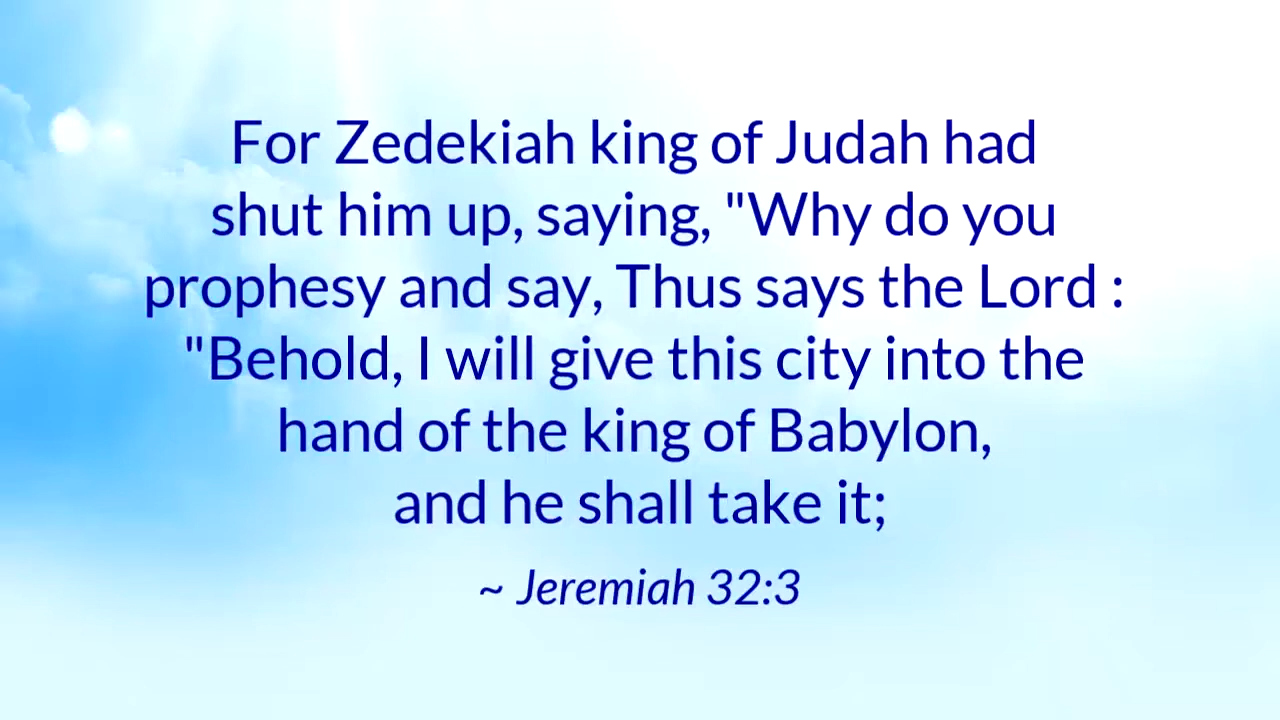 For Zedekiah king of Judah had
shut him up, saying, "Why do you
prophesy and say, Thus says the Lord :
"Behold, I will give this city into the
hand of the king of Babylon,
and he shall take it;
~ Jeremiah 32:3